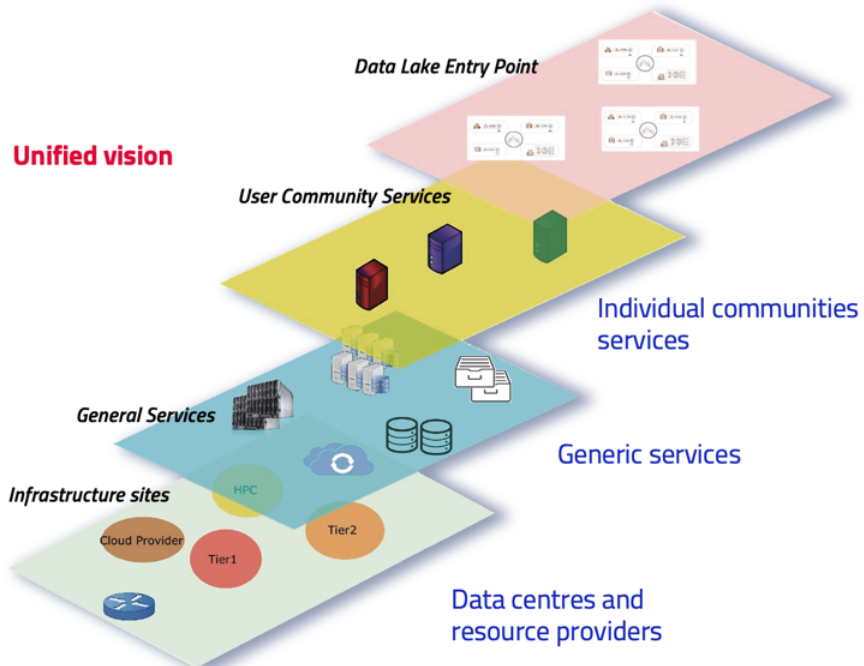 Data Lake Entry Point
Unified vision
User Community Services
Individual communities
services
General Services
Generic services
Infrastructure sites
HPC
Cloud Provider
Tier1
Tier2
Data centres and
resource providers